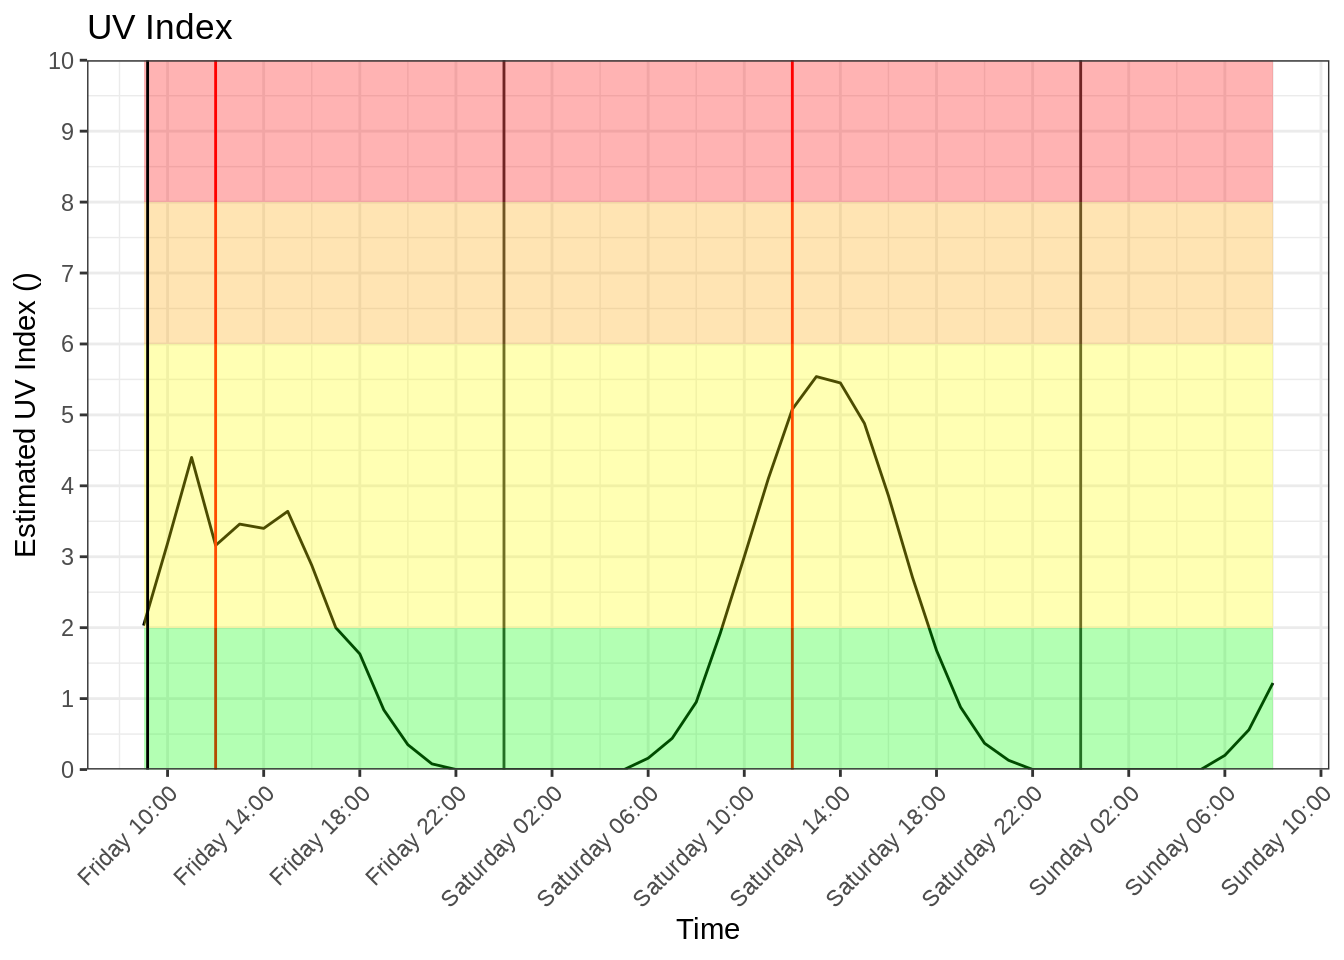 UV Index
Estimated UV Index ()
10
9
8
7
6
5
4
3
2
1
0
Friday 10:00
Friday 14:00
Friday 18:00
Friday 22:00
Saturday 02:00
Saturday 06:00
Saturday 10:00
Saturday 14:00
Saturday 18:00
Saturday 22:00
Sunday 02:00
Sunday 06:00
Sunday 10:00
Time